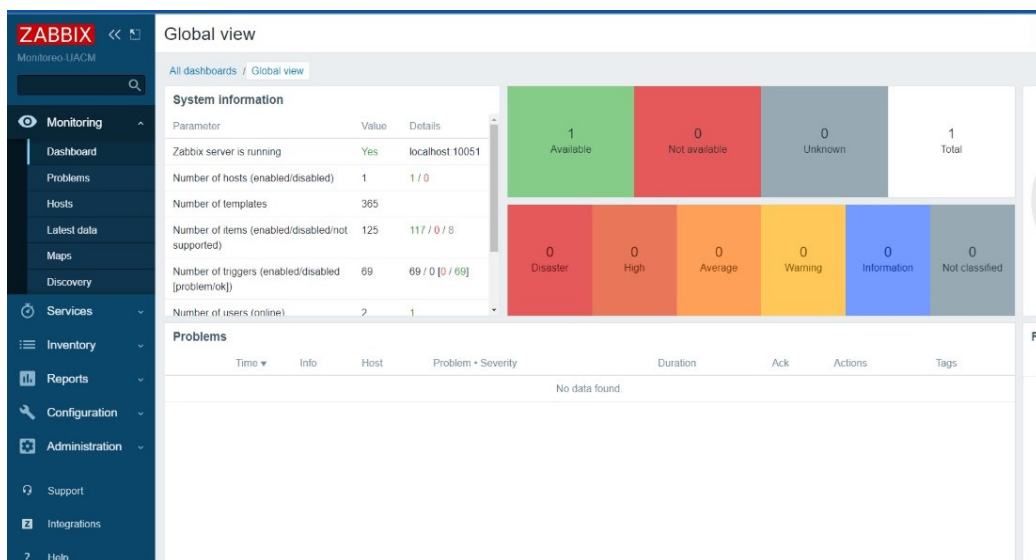 ZABBIX
Monitoreo-UACM
Monitoring
Dashboard
Problems
Hosts
Latest data
Maps
Discovery
Services
Inventory
Reports
Configuration
Administration
Support
Integrations
Help
Global view
All dashboards / Global view
System information
Parameter Value Details
Zabbix server is running Yes localhost:10051
Number of hosts (enabled/disabled) 1 1 / 0
Number of templates 365
Number of items (enabled/disabled/not supported) 125 117 / 0 / 8
Number of triggers (enabled/disabled [problem/ok]) 69 69 / 0 [0 / 69]
Number of users (online) 2 1
1 0 0 1
Available Not available Unknown Total
0 0 0 0 0 0
Disaster High Average Warning Information Not classified
Problems
Time ▼ Info Host Problem • Severity Duration Ack Actions Tags
No data found.